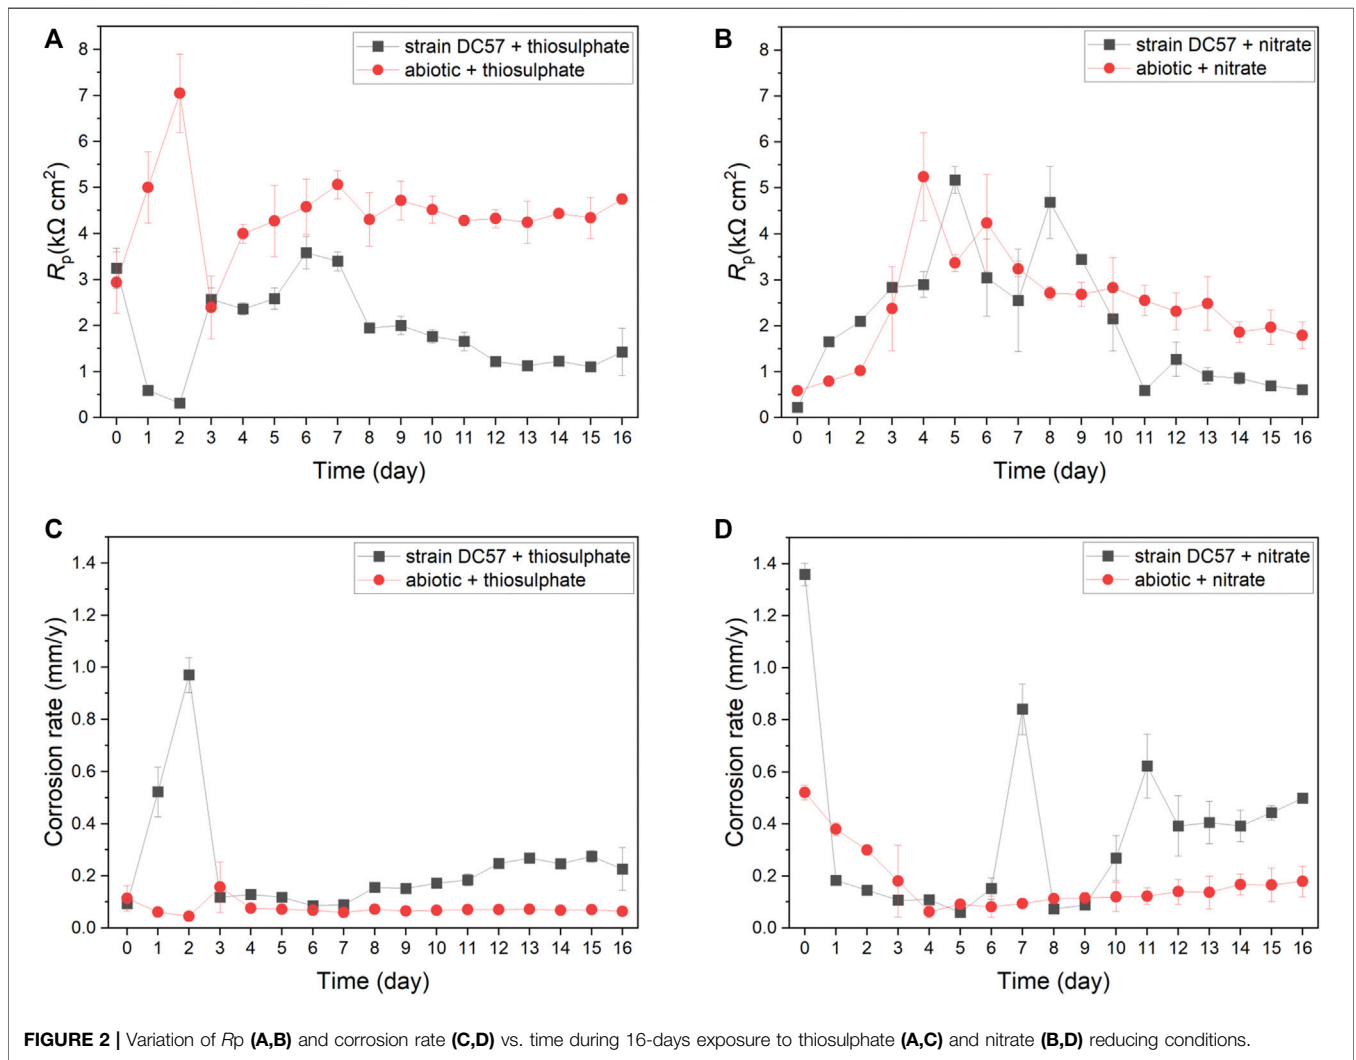 A
strain DC57 + thiosulphate
abiotic + thiosulphate
8
7
6
5
4
3
2
1
0
Rp(kΩ cm²)
0 1 2 3 4 5 6 7 8 9 10 11 12 13 14 15 16
Time (day)
B
strain DC57 + nitrate
abiotic + nitrate
8
7
6
5
4
3
2
1
0
Rp(kΩ cm²)
0 1 2 3 4 5 6 7 8 9 10 11 12 13 14 15 16
Time (day)
C
strain DC57 + thiosulphate
abiotic + thiosulphate
1.4
1.2
1.0
0.8
0.6
0.4
0.2
0.0
Corrosion rate (mm/y)
0 1 2 3 4 5 6 7 8 9 10 11 12 13 14 15 16
Time (day)
D
strain DC57 + nitrate
abiotic + nitrate
1.4
1.2
1.0
0.8
0.6
0.4
0.2
0.0
Corrosion rate (mm/y)
0 1 2 3 4 5 6 7 8 9 10 11 12 13 14 15 16
Time (day)
FIGURE 2 | Variation of Rp (A,B) and corrosion rate (C,D) vs. time during 16-days exposure to thiosulphate (A,C) and nitrate (B,D) reducing conditions.